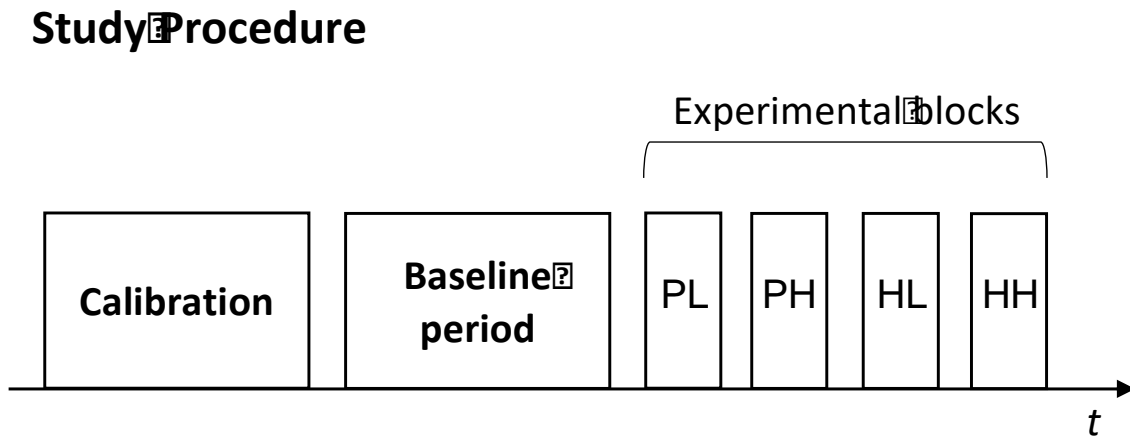 Study⍰Procedure
Experimental⍰blocks
Calibration
Baseline⍰
period
PL
PH
HL
HH
t